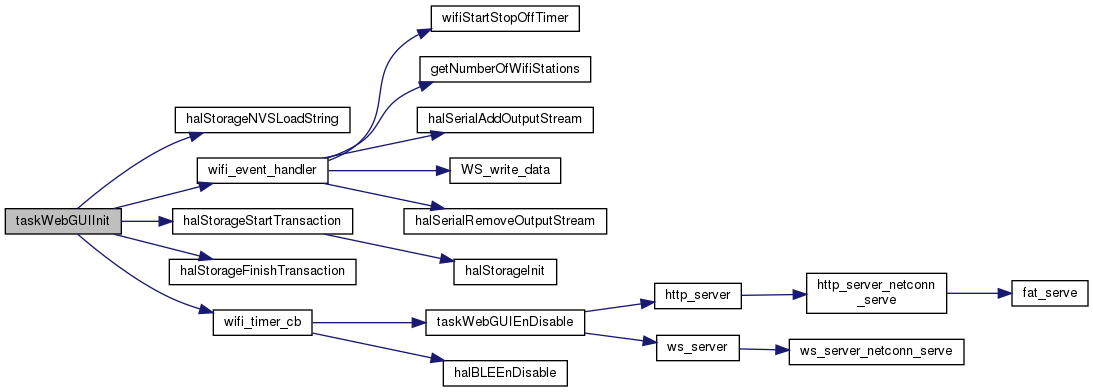 wifiStartStopOffTimer
getNumberOfWifiStations
halStorageNVSLoadString
halSerialAddOutputStream
wifi_event_handler
WS_write_data
taskWebGUIInit
halStorageStartTransaction
halSerialRemoveOutputStream
halStorageFinishTransaction
halStorageInit
http_server
http_server_netconn
_serve
fat_serve
wifi_timer_cb
taskWebGUIEnDisable
ws_server
ws_server_netconn_serve
halBLEEnDisable